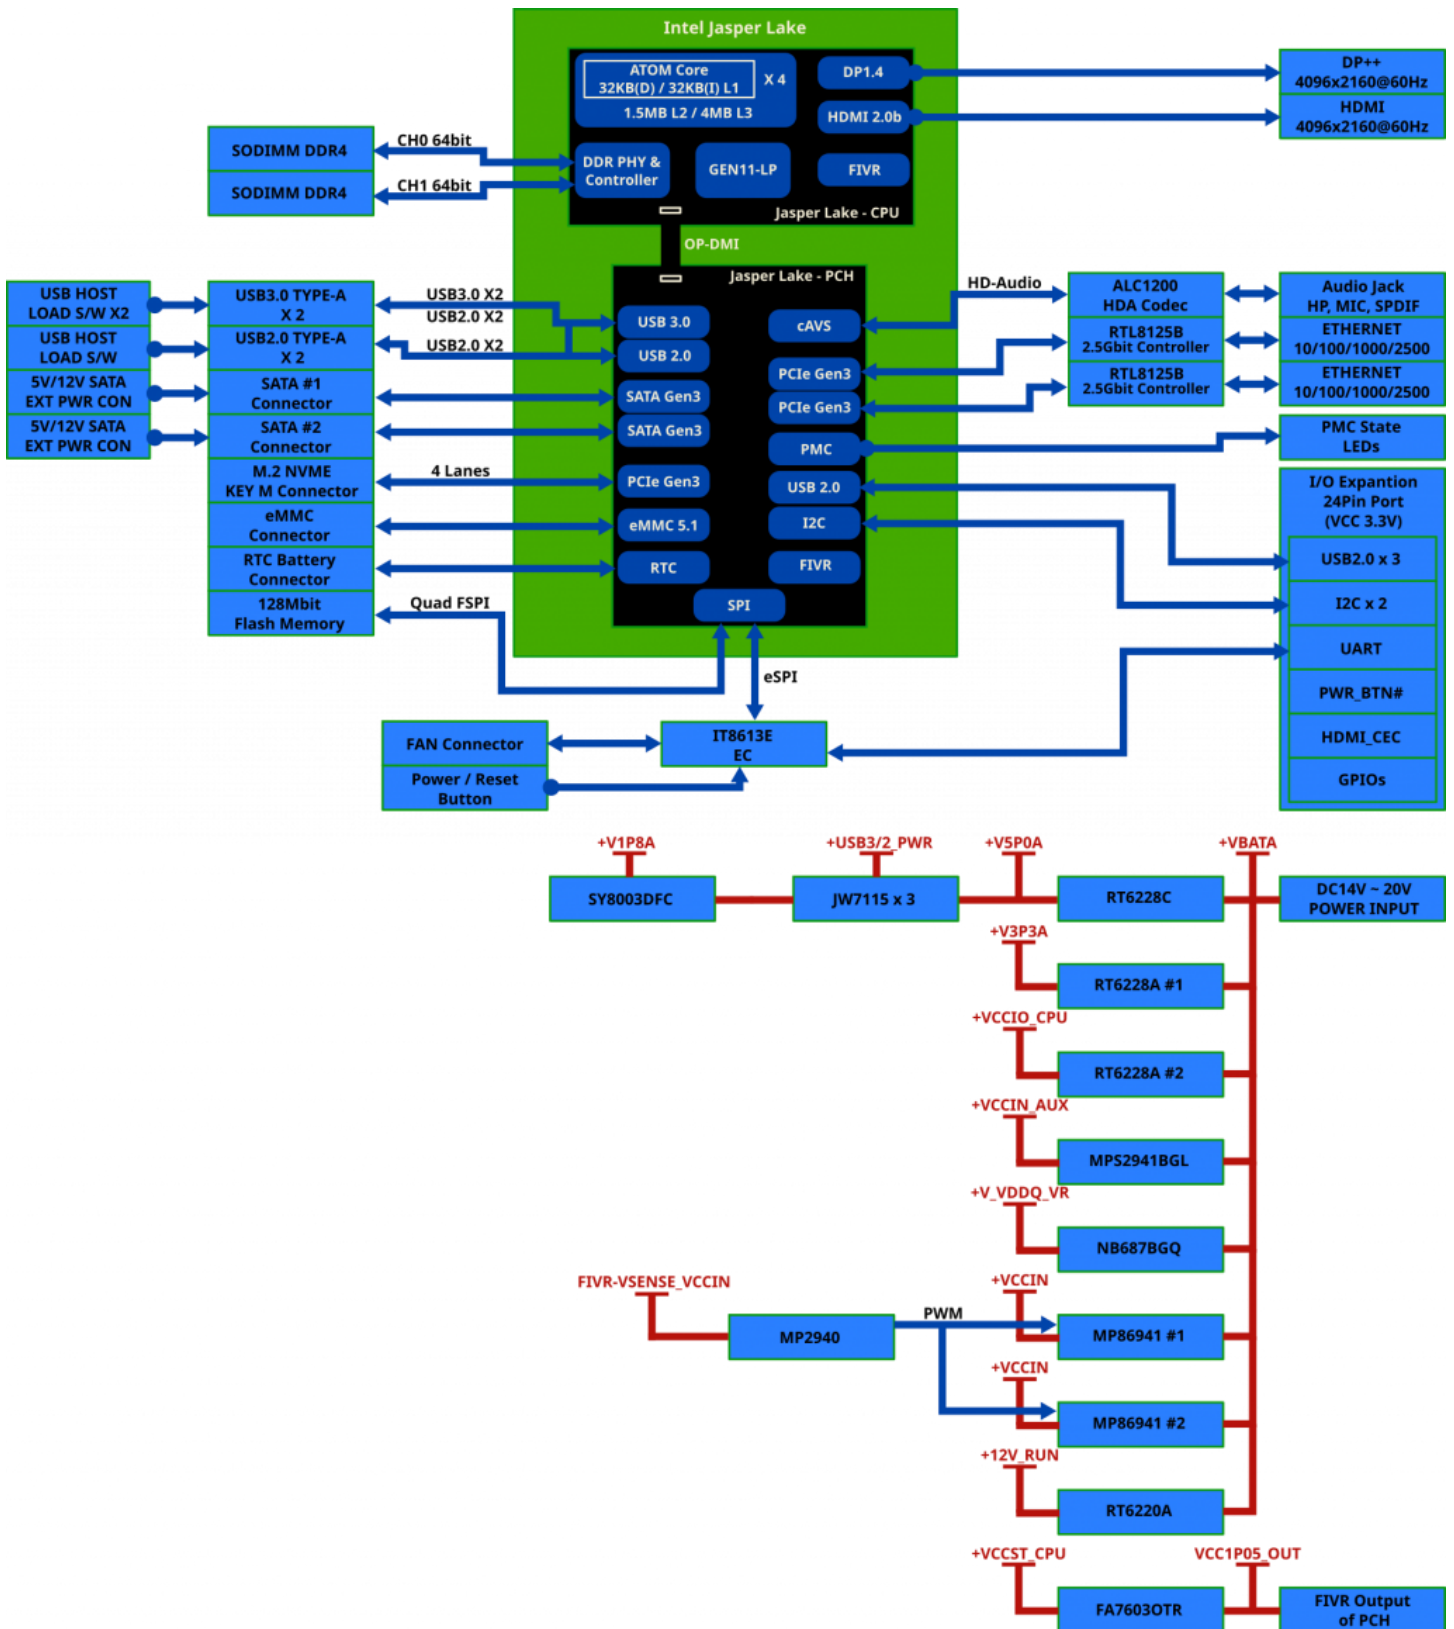 Intel Jasper Lake
ATOM Core
32KB(D) / 32KB(I) L1
X 4
1.5MB L2 / 4MB L3
DP1.4
HDMI 2.0b
DDR PHY &
Controller
GEN11-LP
FIVR
Jasper Lake - CPU
DP++
4096x2160@60Hz
HDMI
4096x2160@60Hz
SODIMM DDR4
SODIMM DDR4
CH0 64bit
CH1 64bit
OP-DMI
Jasper Lake - PCH
USB HOST
LOAD S/W X2
USB HOST
LOAD S/W
5V/12V SATA
EXT PWR CON
5V/12V SATA
EXT PWR CON
USB3.0 TYPE-A
X 2
USB2.0 TYPE-A
X 2
SATA #1
Connector
SATA #2
Connector
M.2 NVME
KEY M Connector
eMMC
Connector
RTC Battery
Connector
128Mbit
Flash Memory
USB3.0 X2
USB2.0 X2
USB2.0 X2
4 Lanes
Quad FSPI
USB 3.0
USB 2.0
SATA Gen3
SATA Gen3
PCIe Gen3
eMMC 5.1
RTC
cAVS
PCIe Gen3
PCIe Gen3
PMC
USB 2.0
I2C
FIVR
SPI
HD-Audio
ALC1200
HDA Codec
RTL8125B
2.5Gbit Controller
RTL8125B
2.5Gbit Controller
Audio Jack
HP, MIC, SPDIF
ETHERNET
10/100/1000/2500
ETHERNET
10/100/1000/2500
PMC State
LEDs
I/O Expantion
24Pin Port
(VCC 3.3V)
USB2.0 x 3
I2C x 2
UART
PWR_BTN#
HDMI_CEC
GPIOs
eSPI
FAN Connector
Power / Reset
Button
IT8613E
EC
+V1P8A
+USB3/2_PWR
+V5P0A
+VBATA
SY8003DFC
JW7115 x 3
RT6228C
DC14V ~ 20V
POWER INPUT
+V3P3A
RT6228A #1
+VCCIO_CPU
RT6228A #2
+VCCIN_AUX
MPS2941BGL
+V_VDDQ_VR
NB687BGQ
FIVR-VSENSE_VCCIN
+VCCIN
MP2940
PWM
MP86941 #1
+VCCIN
MP86941 #2
+12V_RUN
RT6220A
+VCCST_CPU
VCC1P05_OUT
FA7603OTR
FIVR Output
of PCH